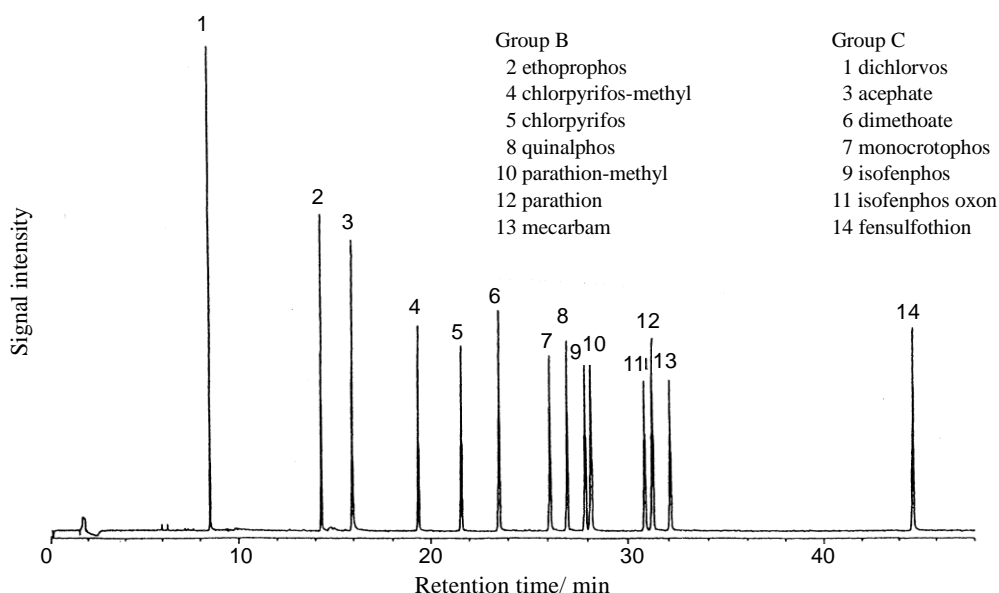 Group B
2 ethoprophos
4 chlorpyrifos-methyl
5 chlorpyrifos
8 quinalphos
10 parathion-methyl
12 parathion
13 mecarbam
Group C
1 dichlorvos
3 acephate
6 dimethoate
7 monocrotophos
9 isofenphos
11 isofenphos oxon
14 fensulfothion
1
2
3
4
5
6
7
8
9
10
11
12
13
14
Signal intensity
0
10
20
30
40
Retention time/ min